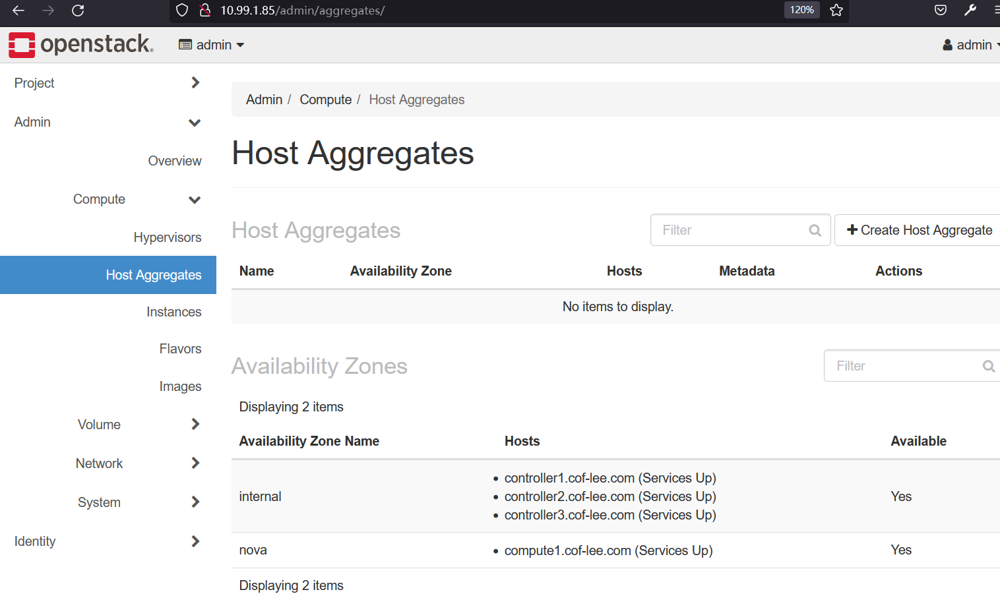 10.99.1.85/admin/aggregates/ 120%
openstack. admin admin
Project
Admin
Overview
Compute
Hypervisors
Host Aggregates
Instances
Flavors
Images
Volume
Network
System
Identity
Admin / Compute / Host Aggregates
Host Aggregates
Host Aggregates Filter Create Host Aggregate
Name Availability Zone Hosts Metadata Actions
No items to display.
Availability Zones Filter
Displaying 2 items
Availability Zone Name Hosts Available
controller1.cof-lee.com (Services Up)
internal controller2.cof-lee.com (Services Up) Yes
controller3.cof-lee.com (Services Up)
nova compute1.cof-lee.com (Services Up) Yes
Displaying 2 items